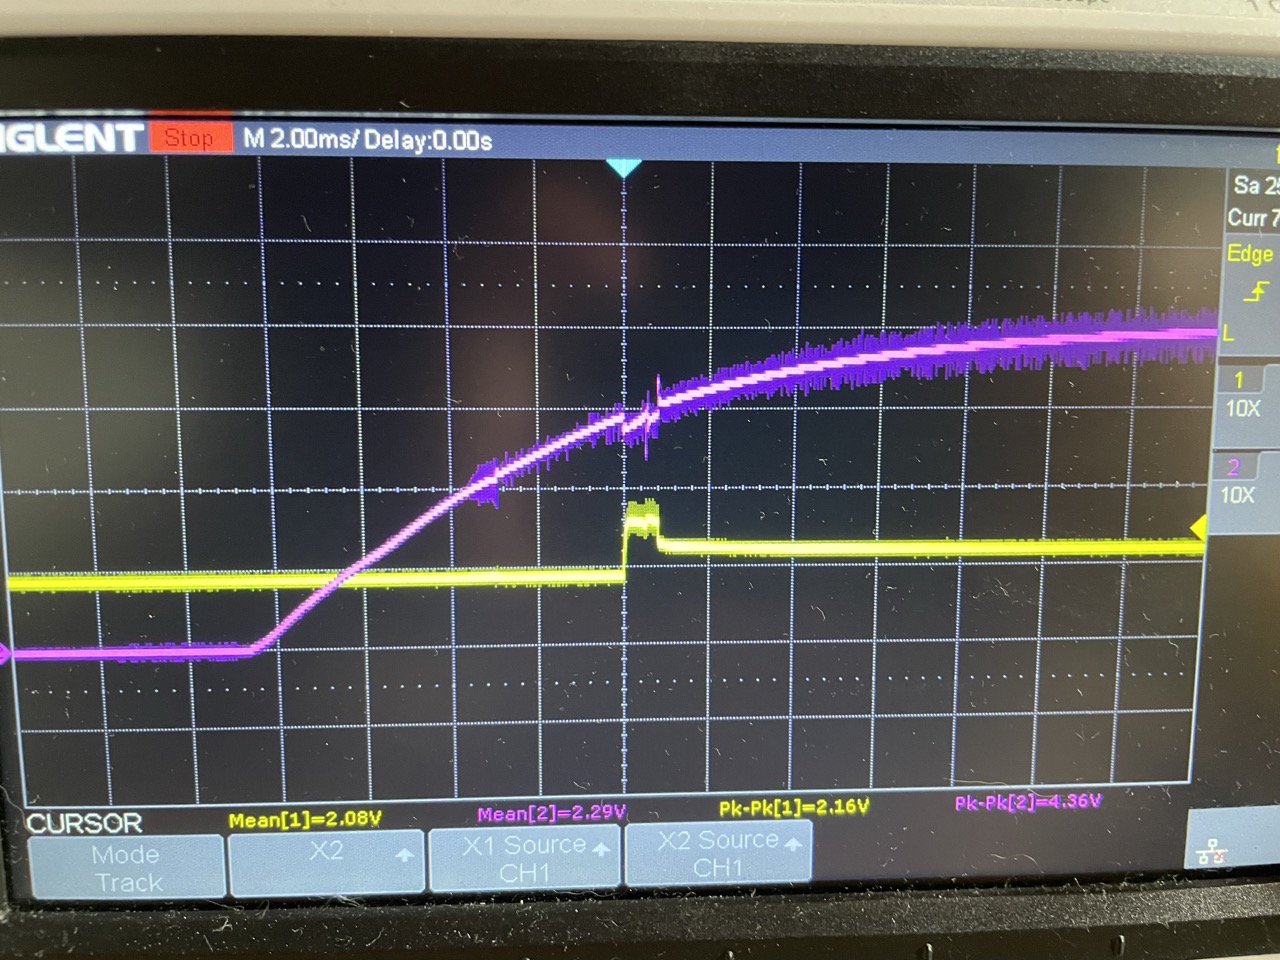 IGLENT Stop M 2.00ms/ Delay:0.00s
Sa 2
Curr 7
Edge
L
1
10X
2
10X
Mean[1]=2.08V Mean[2]=2.29V Pk-Pk[1]=2.16V Pk-Pk[2]=4.36V
CURSOR
Mode
Track
X2
X1 Source
CH1
X2 Source
CH1